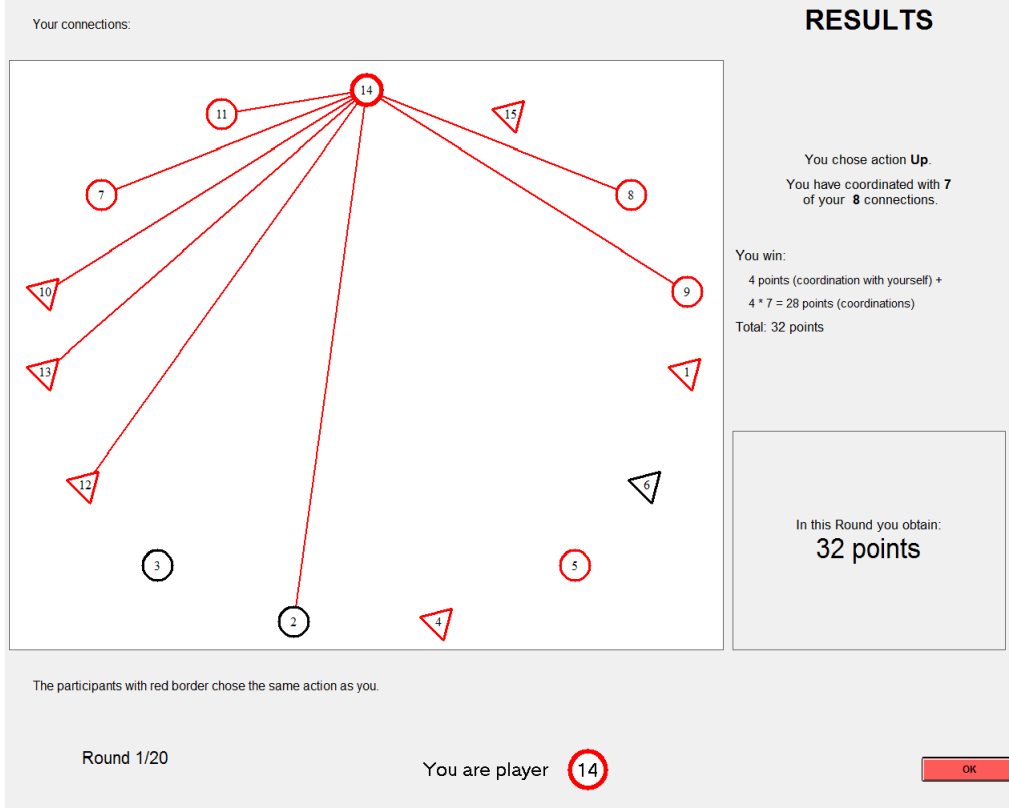 Your connections:
RESULTS
14
11
15
7
8
10
9
13
1
12
6
3
5
2
4
You chose action Up.
You have coordinated with 7
of your 8 connections.
You win:
4 points (coordination with yourself) +
4 * 7 = 28 points (coordinations)
Total: 32 points
In this Round you obtain:
32 points
The participants with red border chose the same action as you.
Round 1/20
You are player 14
OK